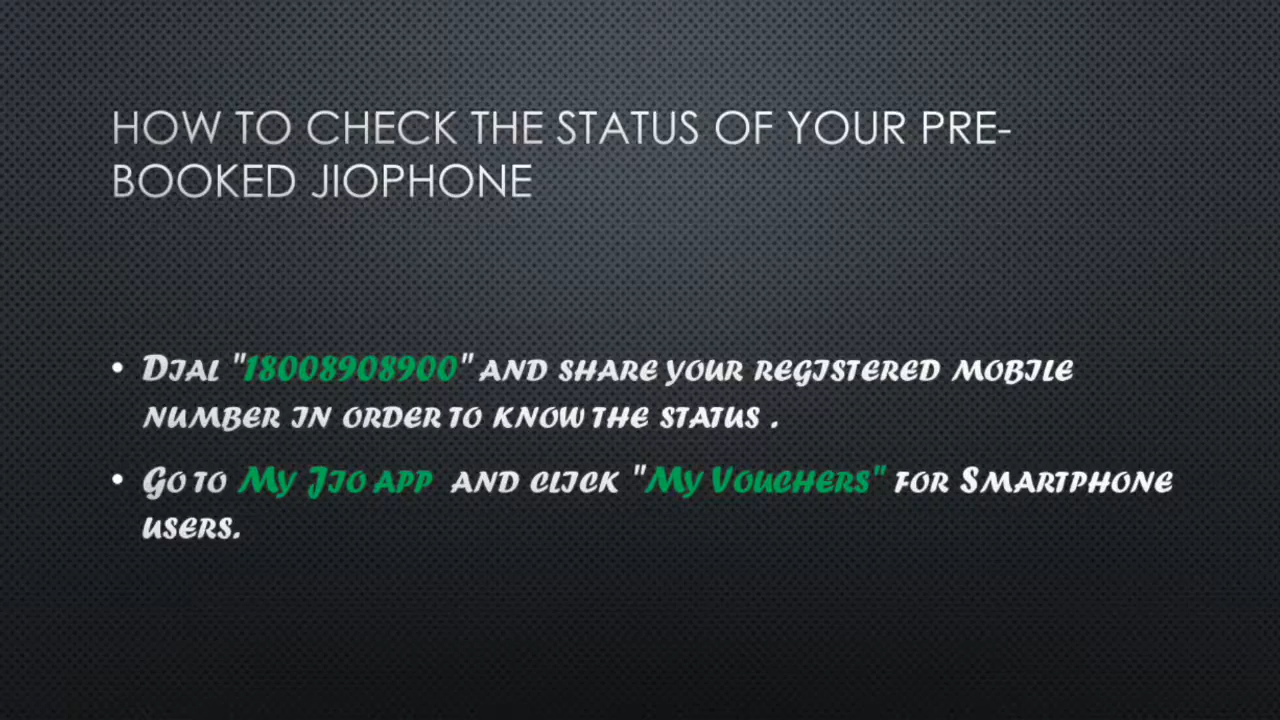 HOW TO CHECK THE STATUS OF YOUR PRE-
BOOKED JIOPHONE
• Dial "18008908900" and share your registered mobile
number in order to know the status .
• Go to My Jio app and click "My Vouchers" for Smartphone
users.